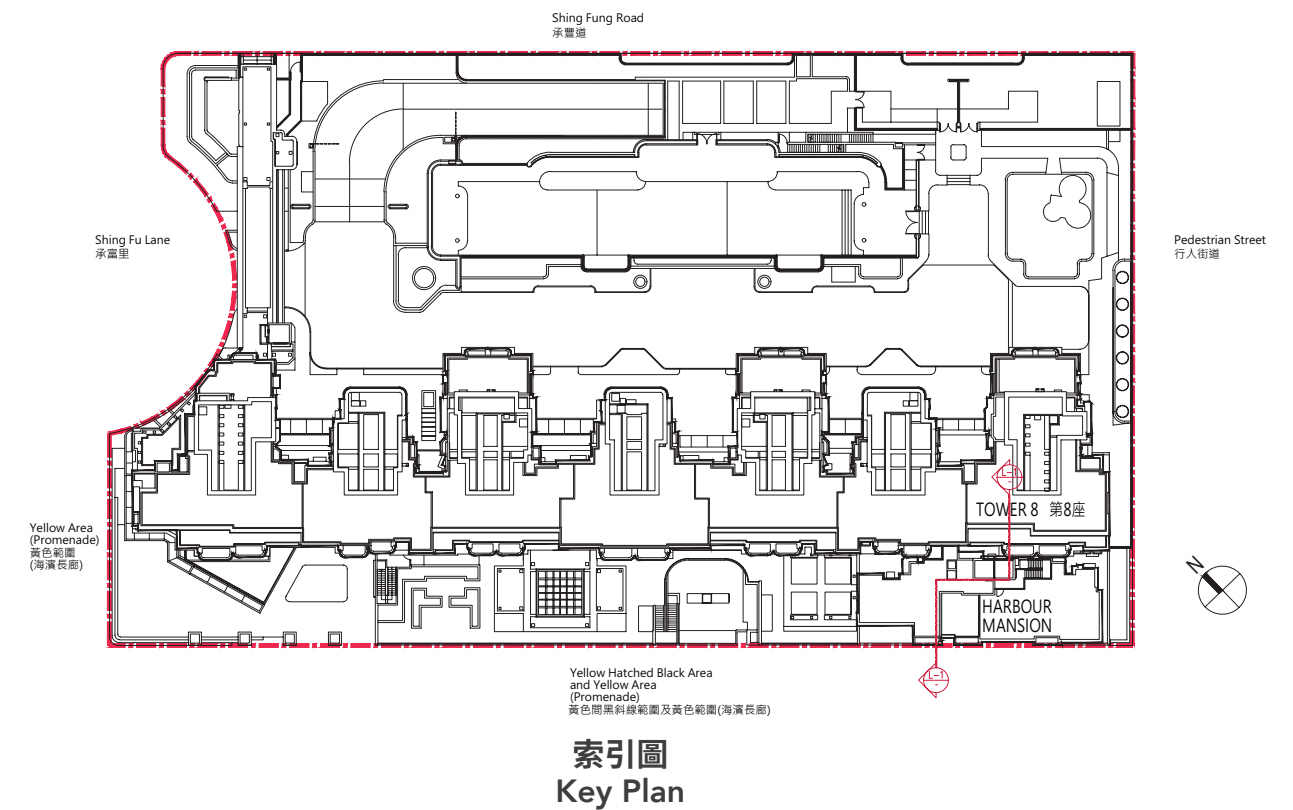 Shing Fung Road
承豐道
Shing Fu Lane
承富里
Pedestrian Street
行人街道
L-1
-
TOWER 8 第8座
Yellow Area
(Promenade)
黃色範圍
(海濱長廊)
N
HARBOUR
MANSION
L-1
-
Yellow Hatched Black Area
and Yellow Area
(Promenade)
黃色間黑斜線範圍及黃色範圍(海濱長廊)
索引圖
Key Plan